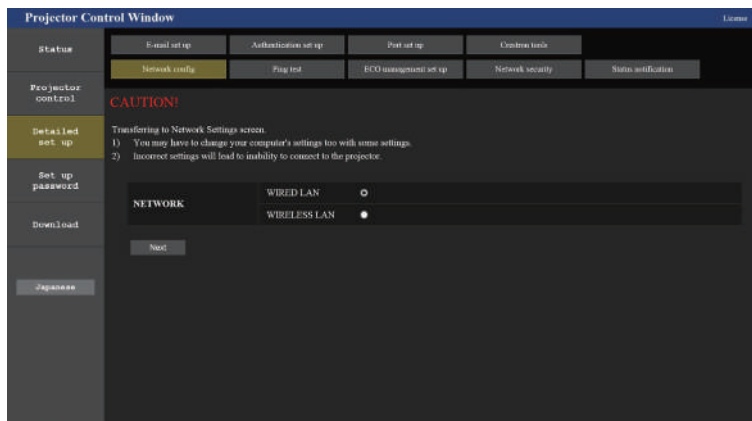 Projector Control Window
License
Status
Projector
control
Detailed
set up
Set up
password
Download
Japanese
E-mail set up
Authentication set up
Port set up
Crestron tools
Network config
Ping test
ECO management set up
Network security
Status notification
CAUTION!
Transferring to Network Settings screen.
1) You may have to change your computer's settings too with some settings.
2) Incorrect settings will lead to inability to connect to the projector.
NETWORK
WIRED LAN
WIRELESS LAN
Next